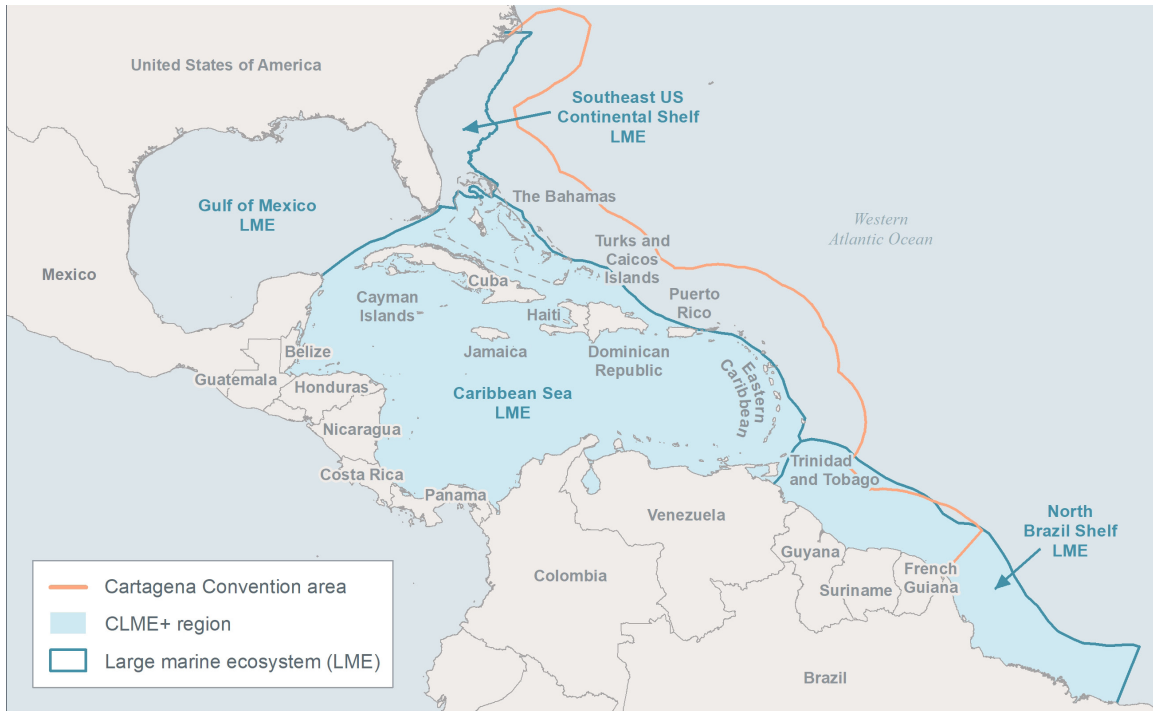 United States of America
Southeast US
Continental Shelf
LME
The Bahamas
Gulf of Mexico
LME
Western
Atlantic Ocean
Turks and
Caicos
Islands
Mexico
Cuba
Cayman
Islands
Puerto
Rico
Haiti
Jamaica
Dominican
Republic
Belize
Guatemala
Honduras
Eastern
Caribbean
Caribbean Sea
LME
Nicaragua
Costa Rica
Panama
Trinidad
and Tobago
Venezuela
North
Brazil Shelf
LME
Guyana
Colombia
Suriname
French
Guiana
Brazil
Cartagena Convention area
CLME+ region
Large marine ecosystem (LME)